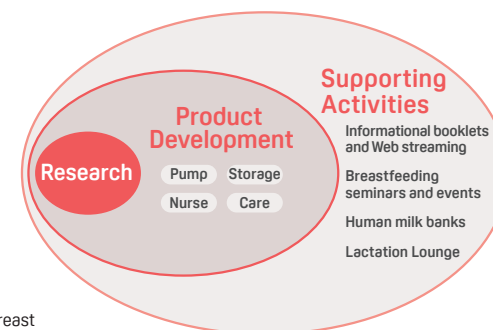 Research
Product
Development
Pump Storage
Nurse Care
Supporting
Activities
Informational booklets
and Web streaming
Breastfeeding
seminars and events
Human milk banks
Lactation Lounge
reast